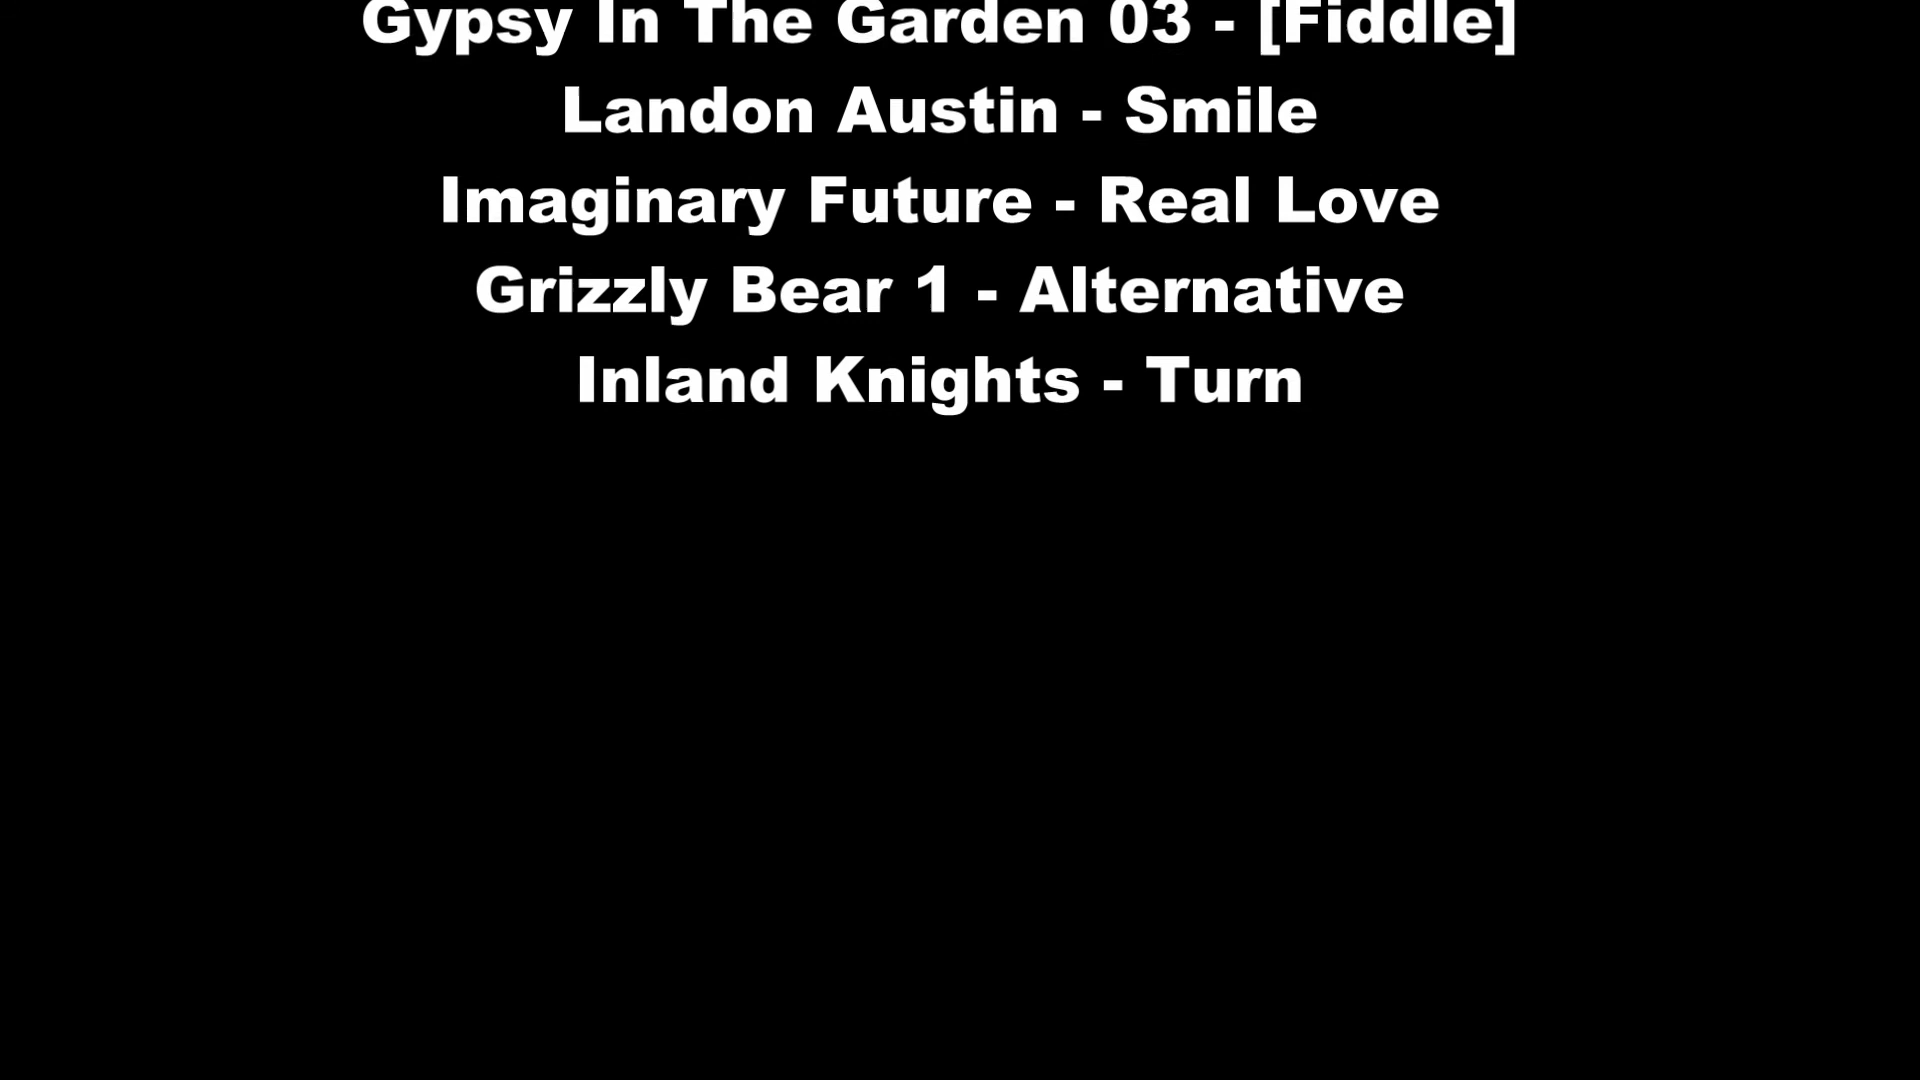 Gypsy In The Garden 03 - [Fiddle]
Landon Austin - Smile
Imaginary Future - Real Love
Grizzly Bear 1 - Alternative
Inland Knights - Turn